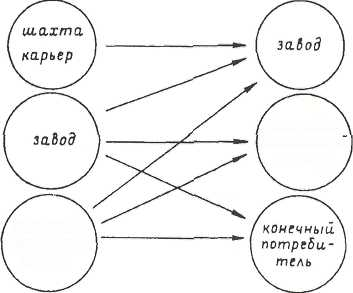 шахта
карьер
завод
завод
конечный
потреби-
тель